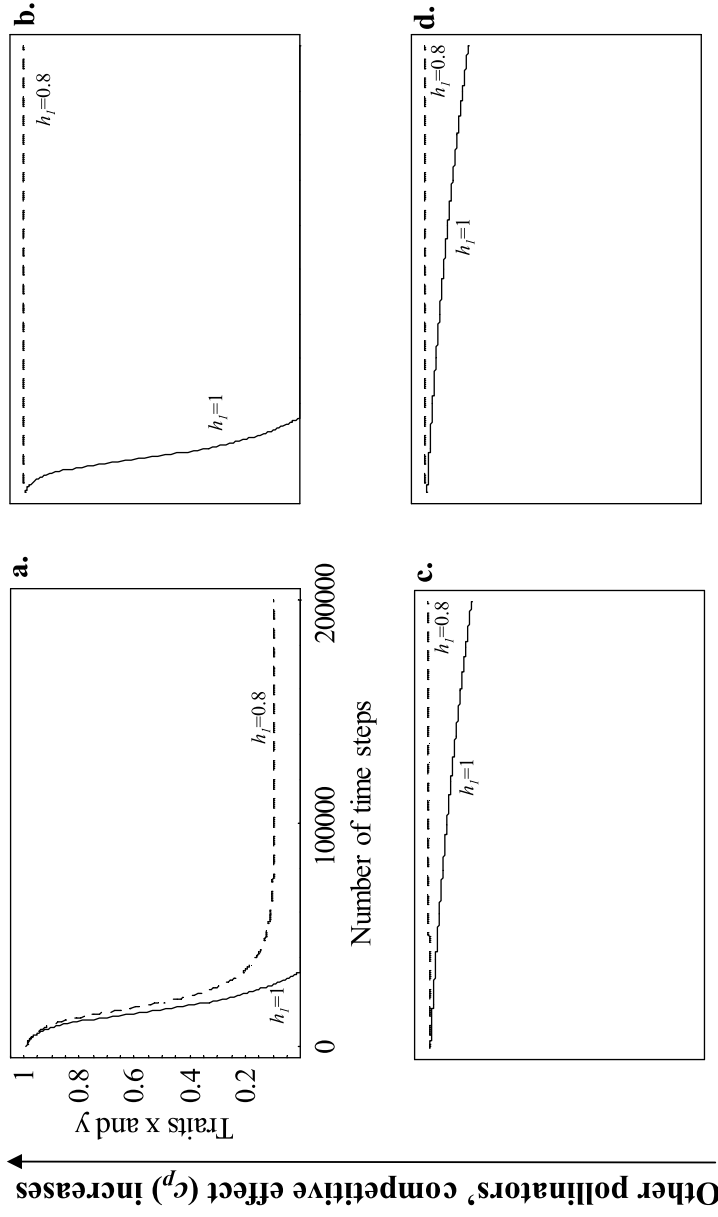 Other pollinators’ competitive effect (cp) increases
a.
Traits x and y
1
0.8
0.6
0.4
0.2
h1=1
h1=0.8
0
100000
200000
Number of time steps
b.
h1=0.8
h1=1
c.
h1=0.8
h1=1
d.
h1=0.8
h1=1